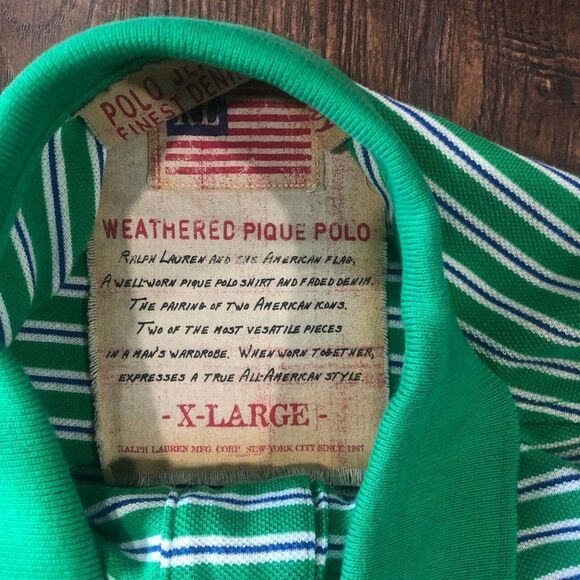 POLO JE
FINEST DENI
RL
WEATHERED PIQUE POLO
RALPH LAUREN AND THE AMERICAN FLAG,
A WELL WORN PIQUE POLO SHIRT AND FADED DENIM.
THE PAIRING OF TWO AMERICAN ICONS.
TWO OF THE MOST VESATILE PIECES
IN A MAN'S WARDROBE. WHEN WORN TOGETHER,
EXPRESSES A TRUE ALL-AMERICAN STYLE.
- X-LARGE -
RALPH LAUREN MFG. CORP. NEW YORK CITY SINCE 1967